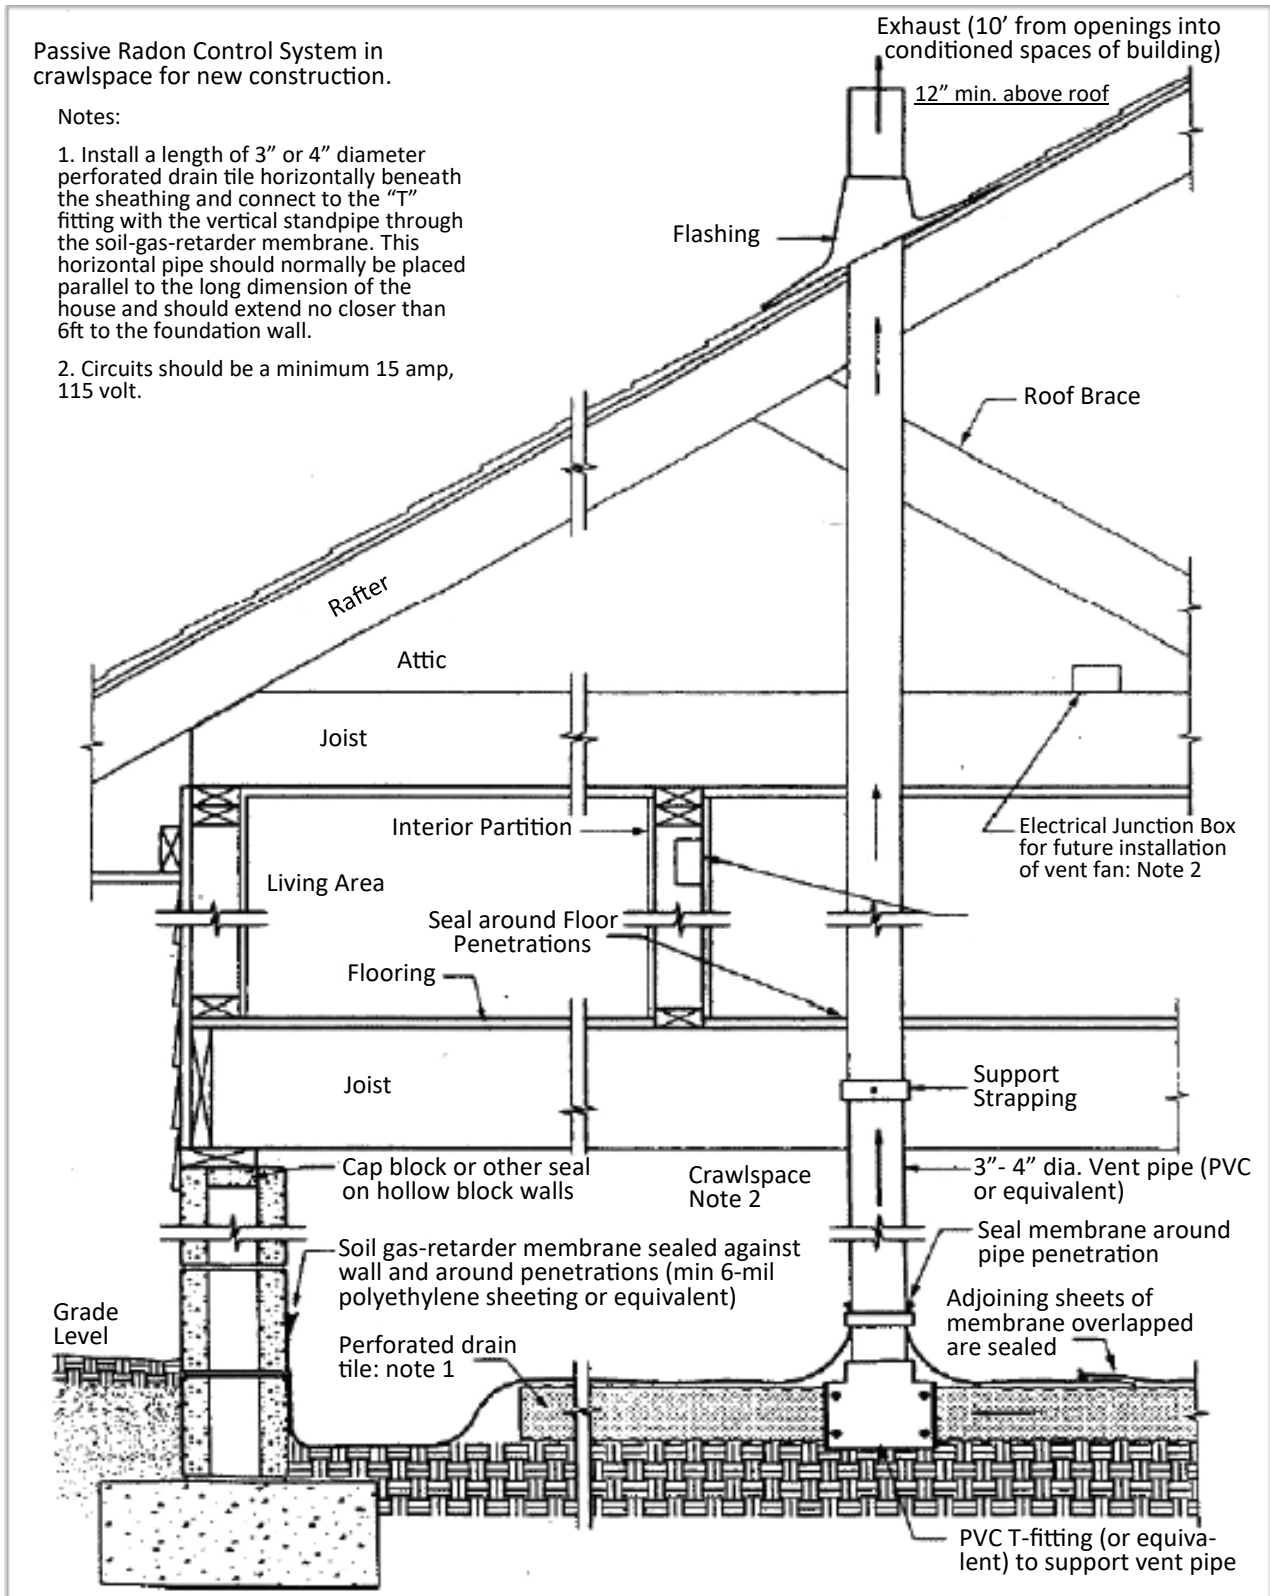 Passive Radon Control System in
crawlspace for new construction.
Notes:
1. Install a length of 3” or 4” diameter
perforated drain tile horizontally beneath
the sheathing and connect to the “T”
fitting with the vertical standpipe through
the soil-gas-retarder membrane. This
horizontal pipe should normally be placed
parallel to the long dimension of the
house and should extend no closer than
6ft to the foundation wall.
2. Circuits should be a minimum 15 amp,
115 volt.
Exhaust (10’ from openings into
conditioned spaces of building)
12” min. above roof
Flashing
Roof Brace
Rafter
Attic
Joist
Interior Partition
Electrical Junction Box
for future installation
of vent fan: Note 2
Living Area
Seal around Floor
Penetrations
Flooring
Joist
Support
Strapping
Cap block or other seal
on hollow block walls
Crawlspace
Note 2
3”- 4” dia. Vent pipe (PVC
or equivalent)
Soil gas-retarder membrane sealed against
wall and around penetrations (min 6-mil
polyethylene sheeting or equivalent)
Seal membrane around
pipe penetration
Grade
Level
Perforated drain
tile: note 1
Adjoining sheets of
membrane overlapped
are sealed
PVC T-fitting (or equiva-
lent) to support vent pipe